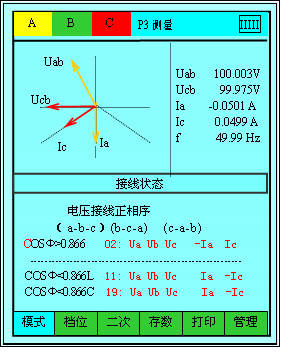 A B C P3 测量
Uab
Ucb
Ic
Ia
Uab 100.003V
Ucb 99.975V
Ia -0.0501 A
Ic 0.0499 A
f 49.99 Hz
接线状态
电压接线正相序
( a-b-c ) (b-c-a) (c-a-b)
COSΦ>0.866 02: Ua Ub Uc -Ia Ic
COSΦ<0.866L 11: Ua Ub Uc Ia -Ic
COSΦ<0.866C 19: Ua Ub Uc Ia -Ic
模式 档位 二次 存数 打印 管理